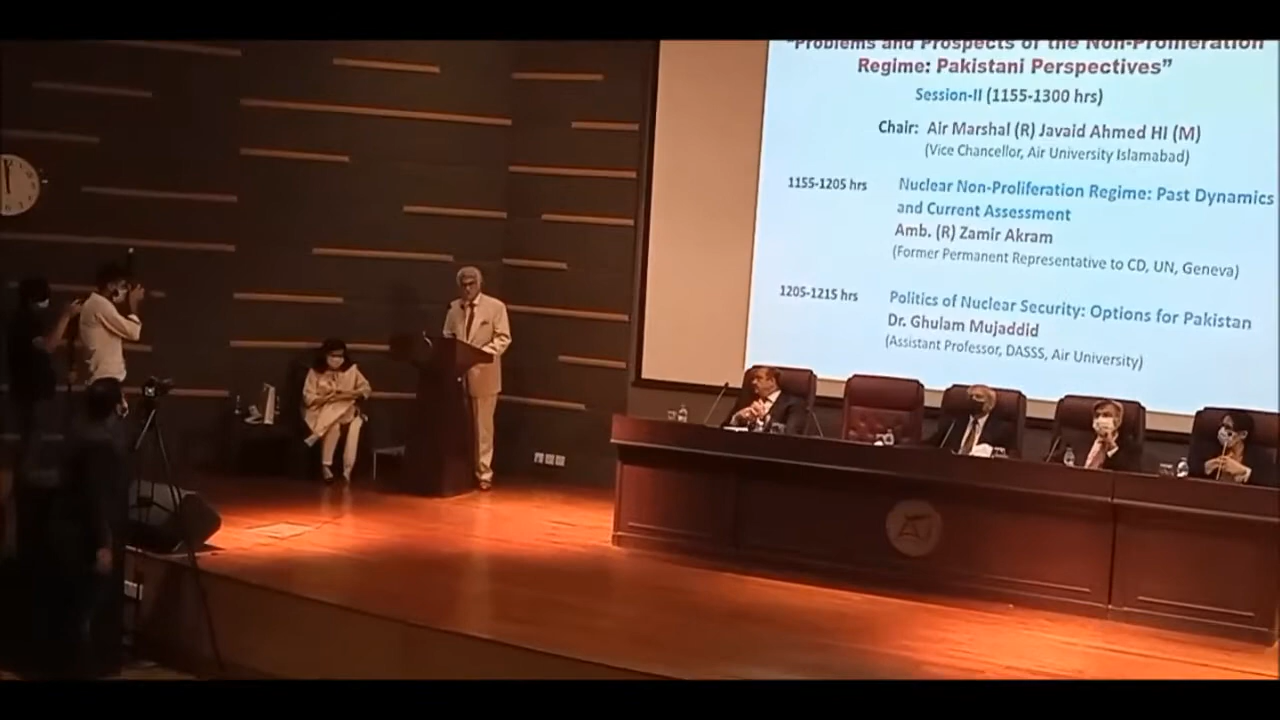 "Problems and Prospects of the Non-Proliferation
Regime: Pakistani Perspectives”
Session-II (1155-1300 hrs)
Chair: Air Marshal (R) Javaid Ahmed HI (M)
(Vice Chancellor, Air University Islamabad)
1155-1205 hrs Nuclear Non-Proliferation Regime: Past Dynamics
and Current Assessment
Amb. (R) Zamir Akram
(Former Permanent Representative to CD, UN, Geneva)
1205-1215 hrs Politics of Nuclear Security: Options for Pakistan
Dr. Ghulam Mujaddid
(Assistant Professor, DASSS, Air University)